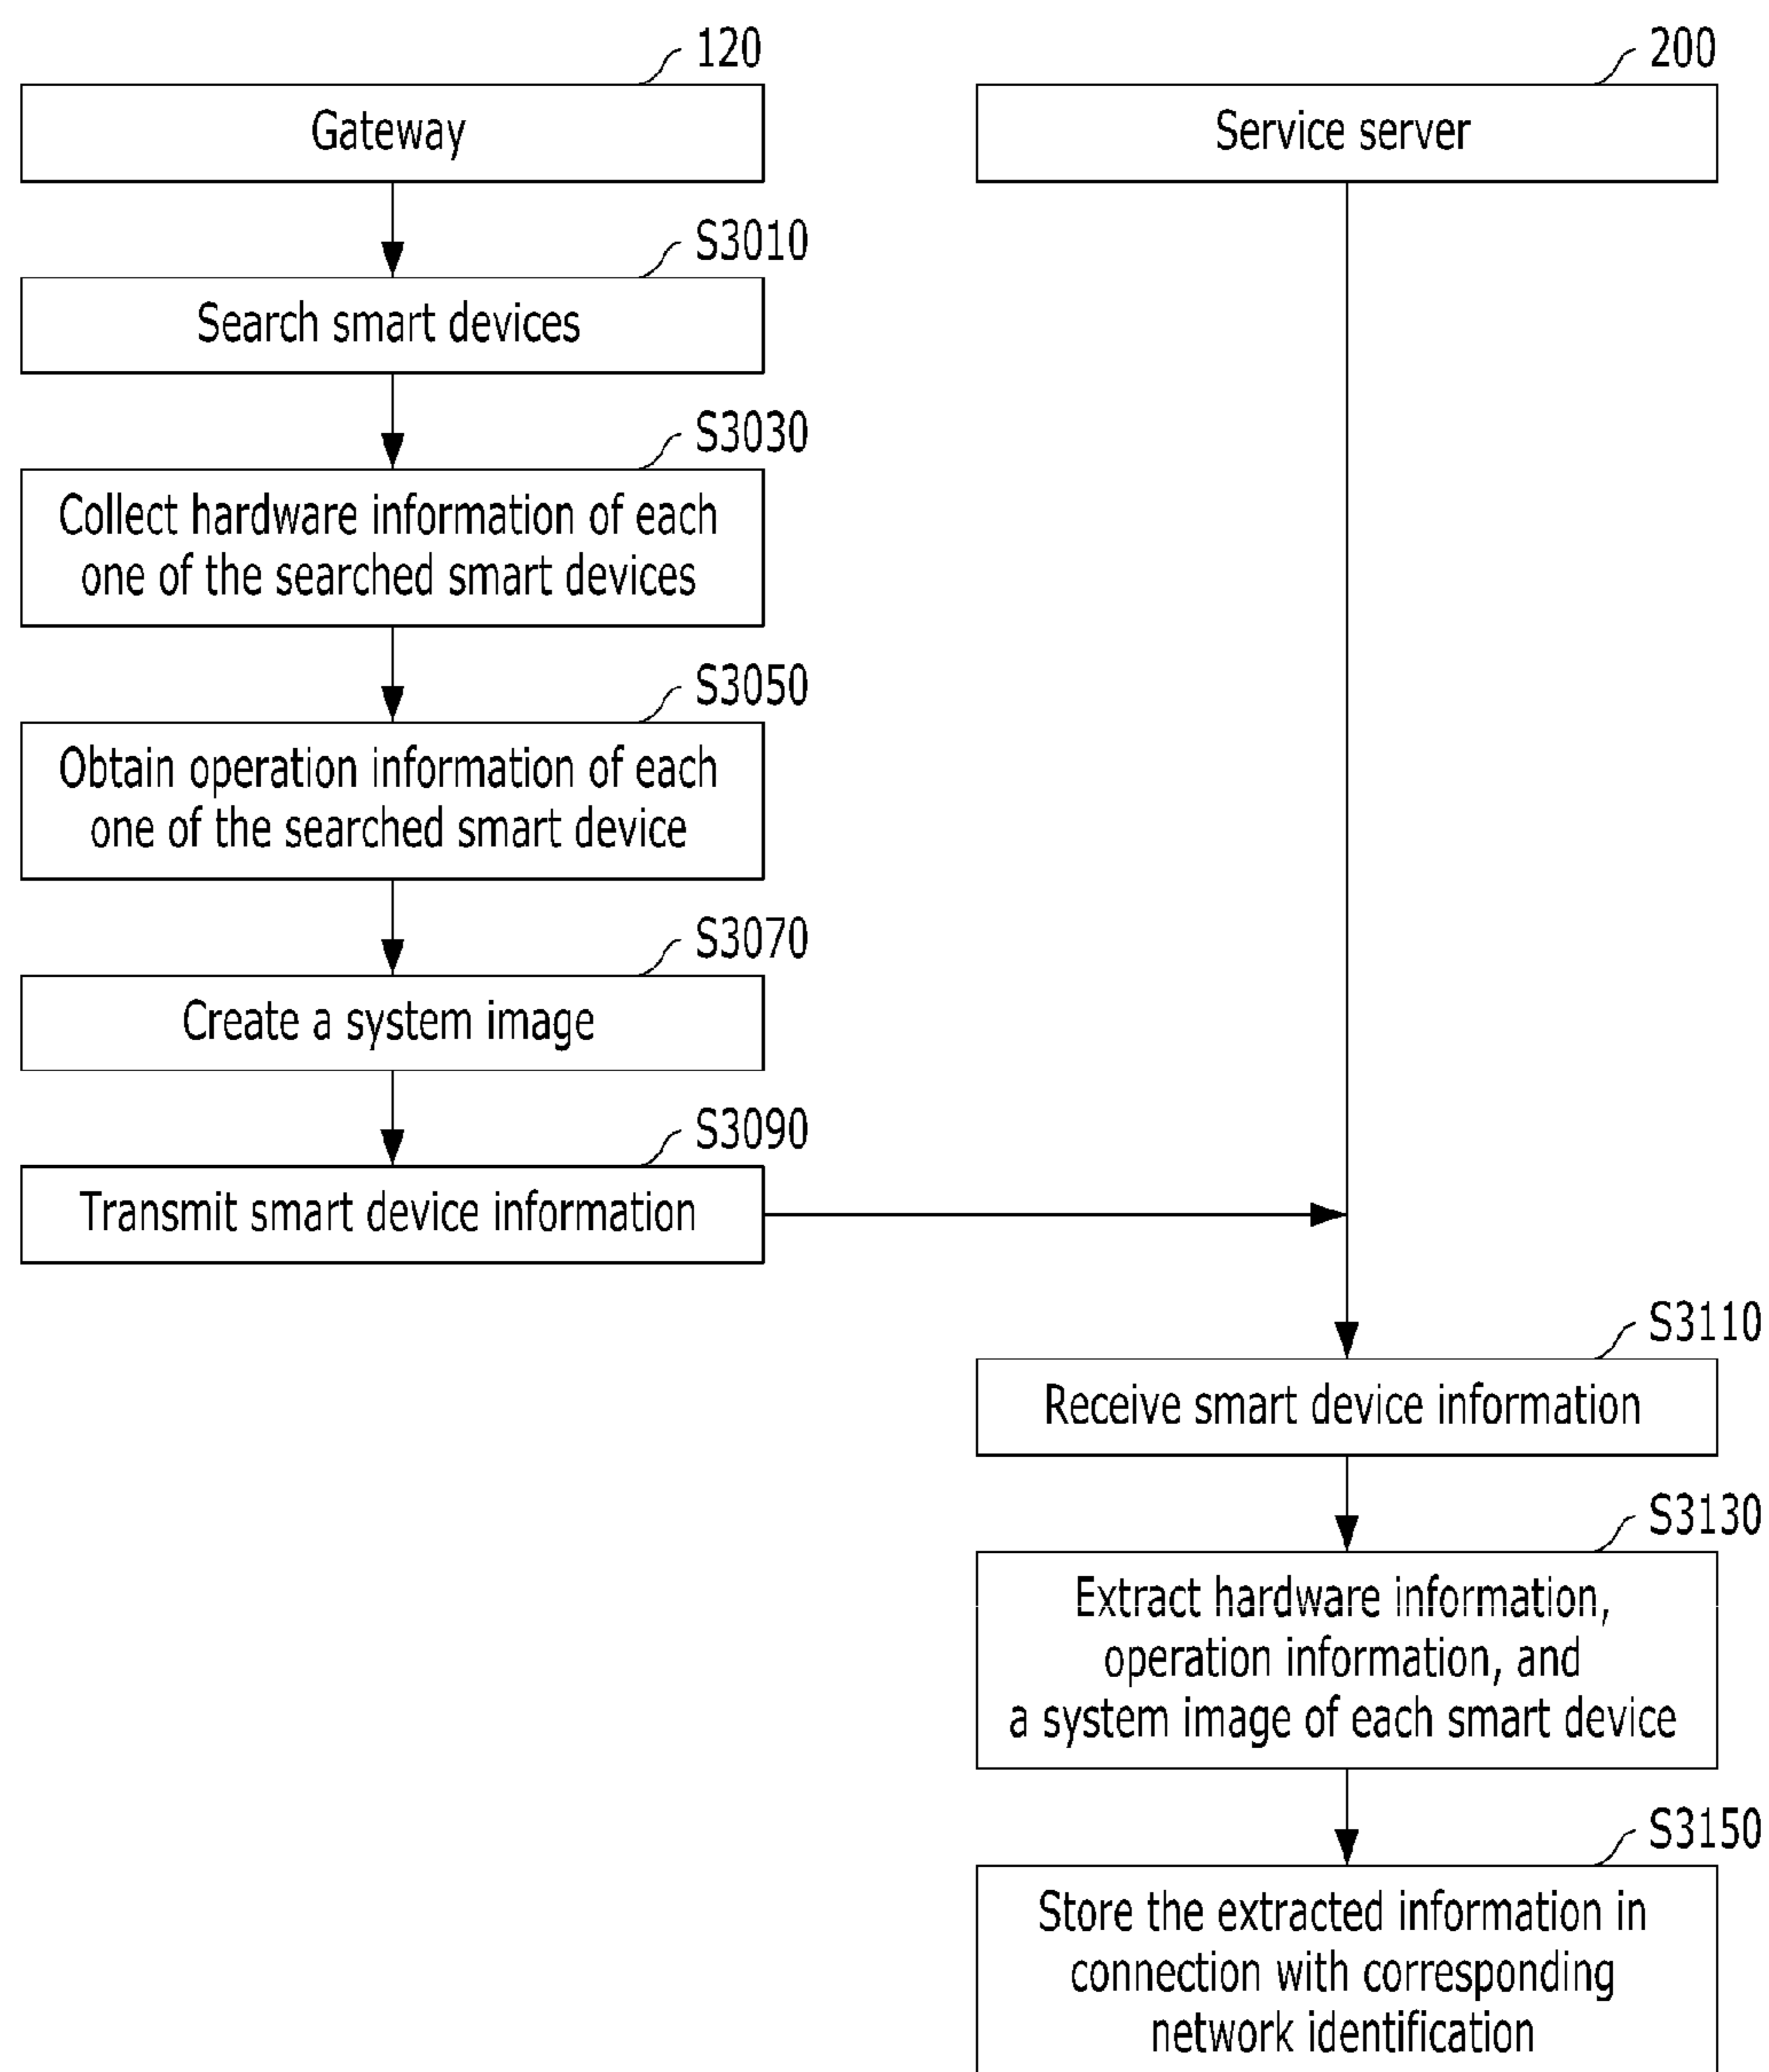 120
Gateway
200
Service server
S3010
Search smart devices
S3030
Collect hardware information of each
one of the searched smart devices
S3050
Obtain operation information of each
one of the searched smart device
S3070
Create a system image
S3090
Transmit smart device information
S3110
Receive smart device information
S3130
Extract hardware information,
operation information, and
a system image of each smart device
S3150
Store the extracted information in
connection with corresponding
network identification